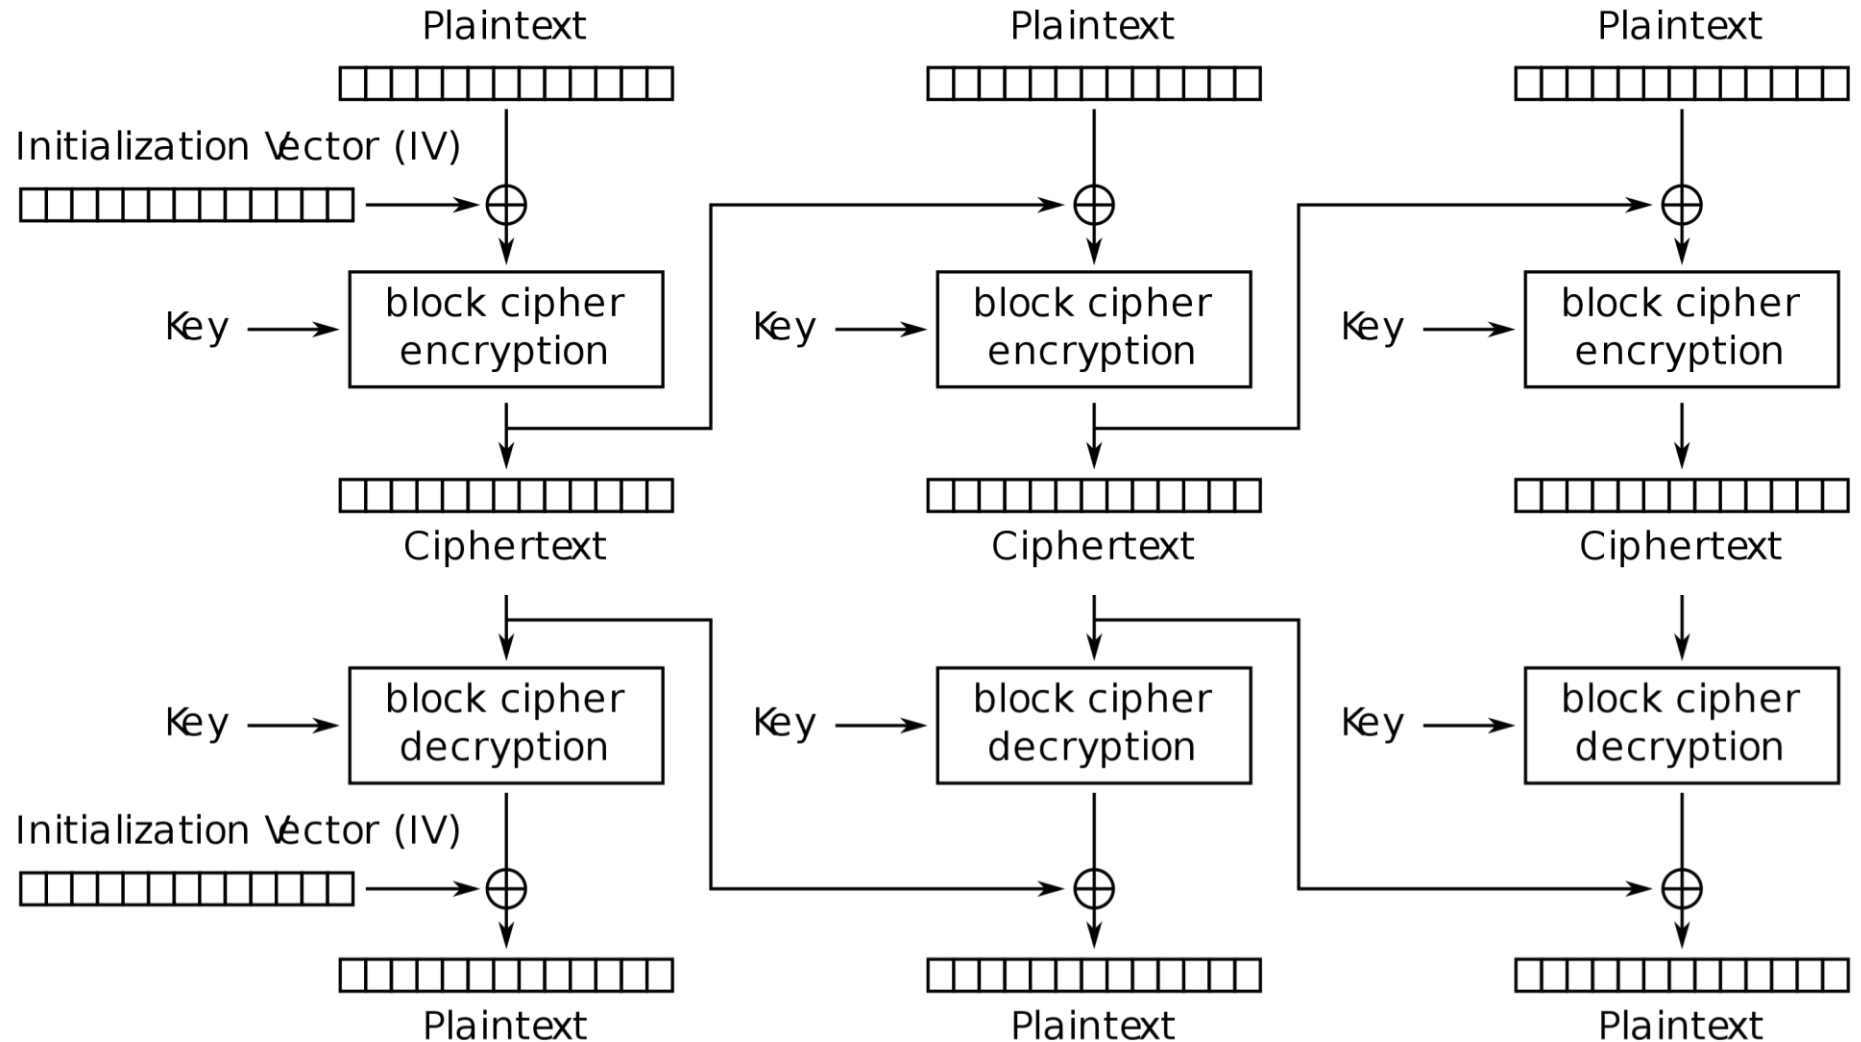 Plaintext
Plaintext
Plaintext
Initialization Vector (IV)
Key
block cipher
encryption
Key
block cipher
encryption
Key
block cipher
encryption
Ciphertext
Ciphertext
Ciphertext
Key
block cipher
decryption
Key
block cipher
decryption
Key
block cipher
decryption
Initialization Vector (IV)
Plaintext
Plaintext
Plaintext